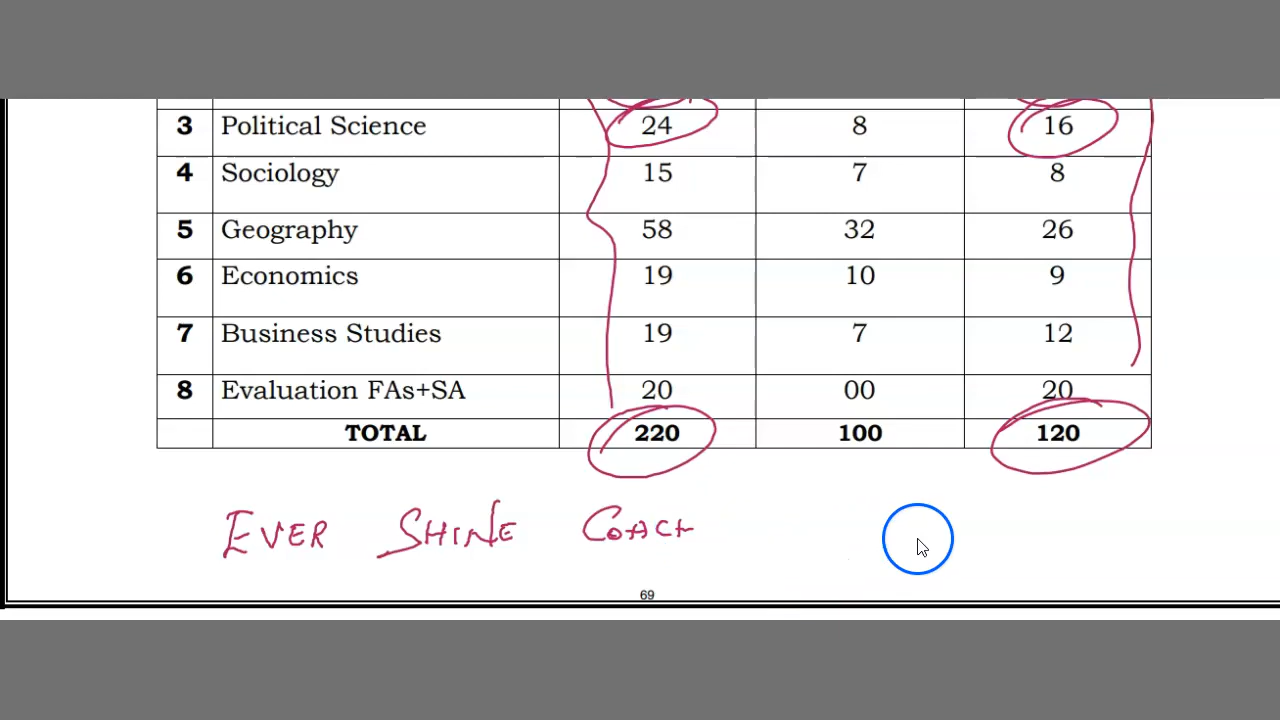 3 Political Science 24 8 16
4 Sociology 15 7 8
5 Geography 58 32 26
6 Economics 19 10 9
7 Business Studies 19 7 12
8 Evaluation FAs+SA 20 00 20
TOTAL 220 100 120
EVER SHINE COACH
69